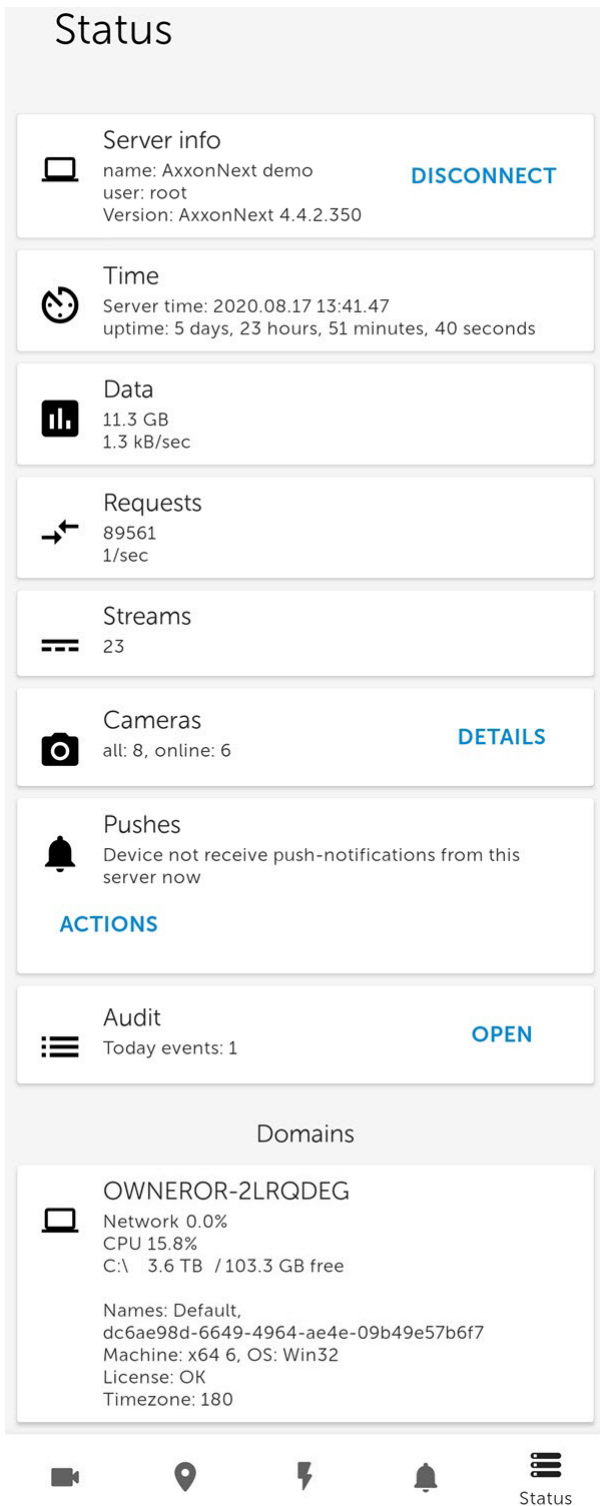 Status
Server info
name: AxxonNext demo
user: root
Version: AxxonNext 4.4.2.350
DISCONNECT
Time
Server time: 2020.08.17 13:41.47
uptime: 5 days, 23 hours, 51 minutes, 40 seconds
Data
11.3 GB
1.3 kB/sec
Requests
89561
1/sec
Streams
23
Cameras
all: 8, online: 6
DETAILS
Pushes
Device not receive push-notifications from this
server now
ACTIONS
Audit
Today events: 1
OPEN
Domains
OWNEROR-2LRQDEG
Network 0.0%
CPU 15.8%
C:\ 3.6 TB / 103.3 GB free
Names: Default,
dc6ae98d-6649-4964-ae4e-09b49e57b6f7
Machine: x64 6, OS: Win32
License: OK
Timezone: 180
Status